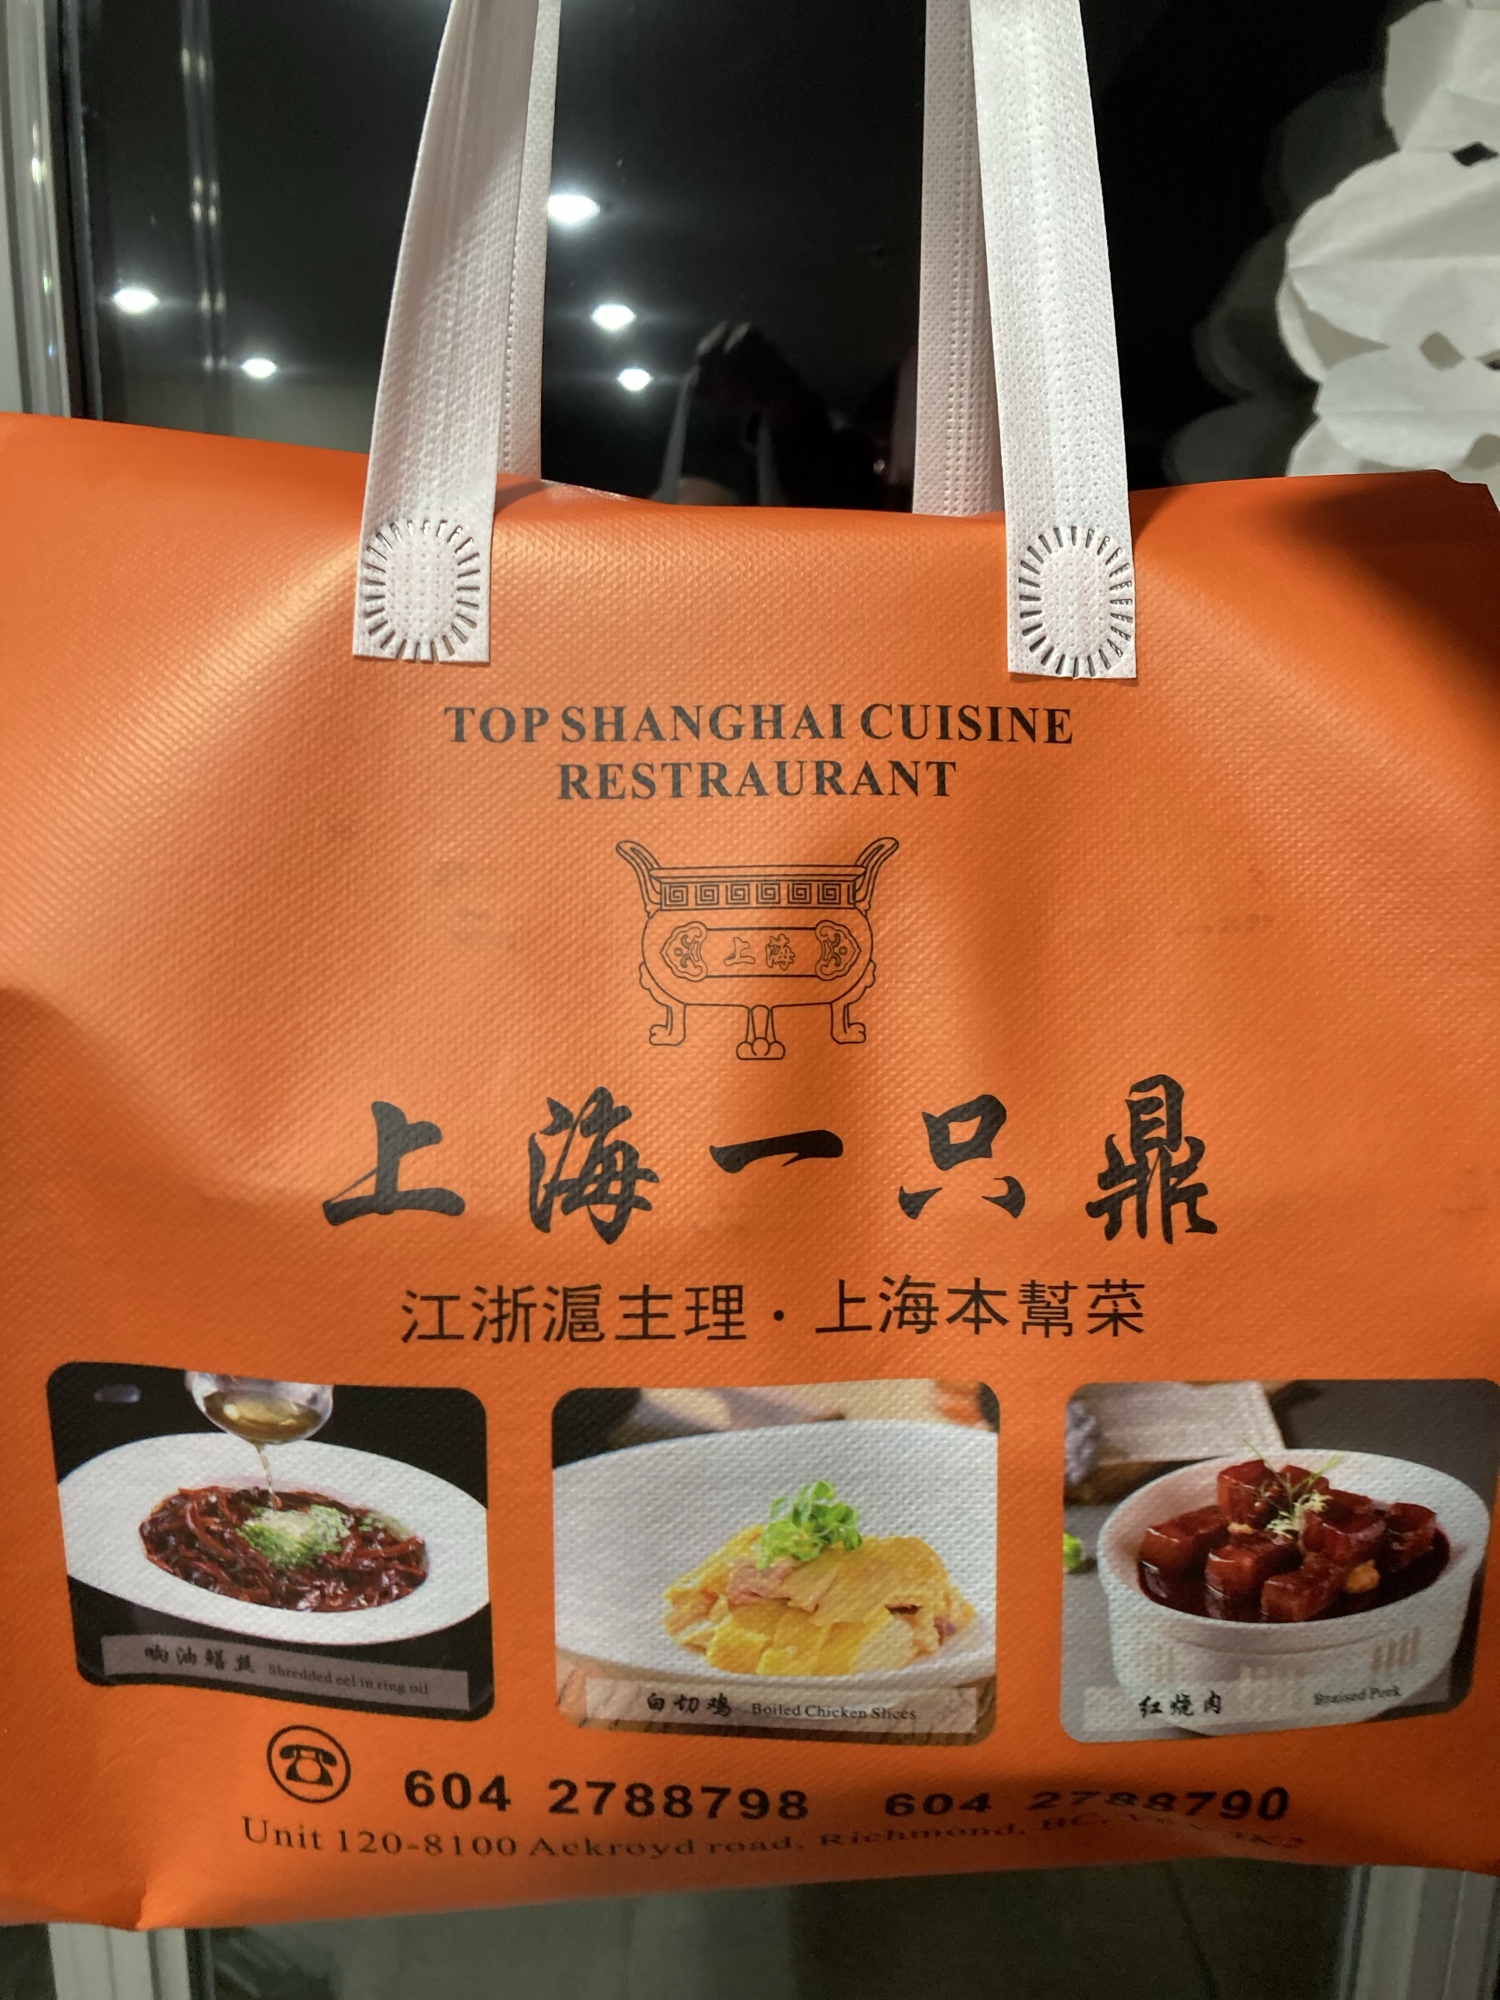 TOP SHANGHAI CUISINE
RESTRAURANT
上海
上海一只鼎
江浙滬主理·上海本幫菜
响油鳝丝 Shredded eel in ring oil
白切鸡 Boiled Chicken Slices
红烧肉 Braised Pork
604 2788798 604 2788790
Unit 120-8100 Ackroyd road, Richmond, BC,